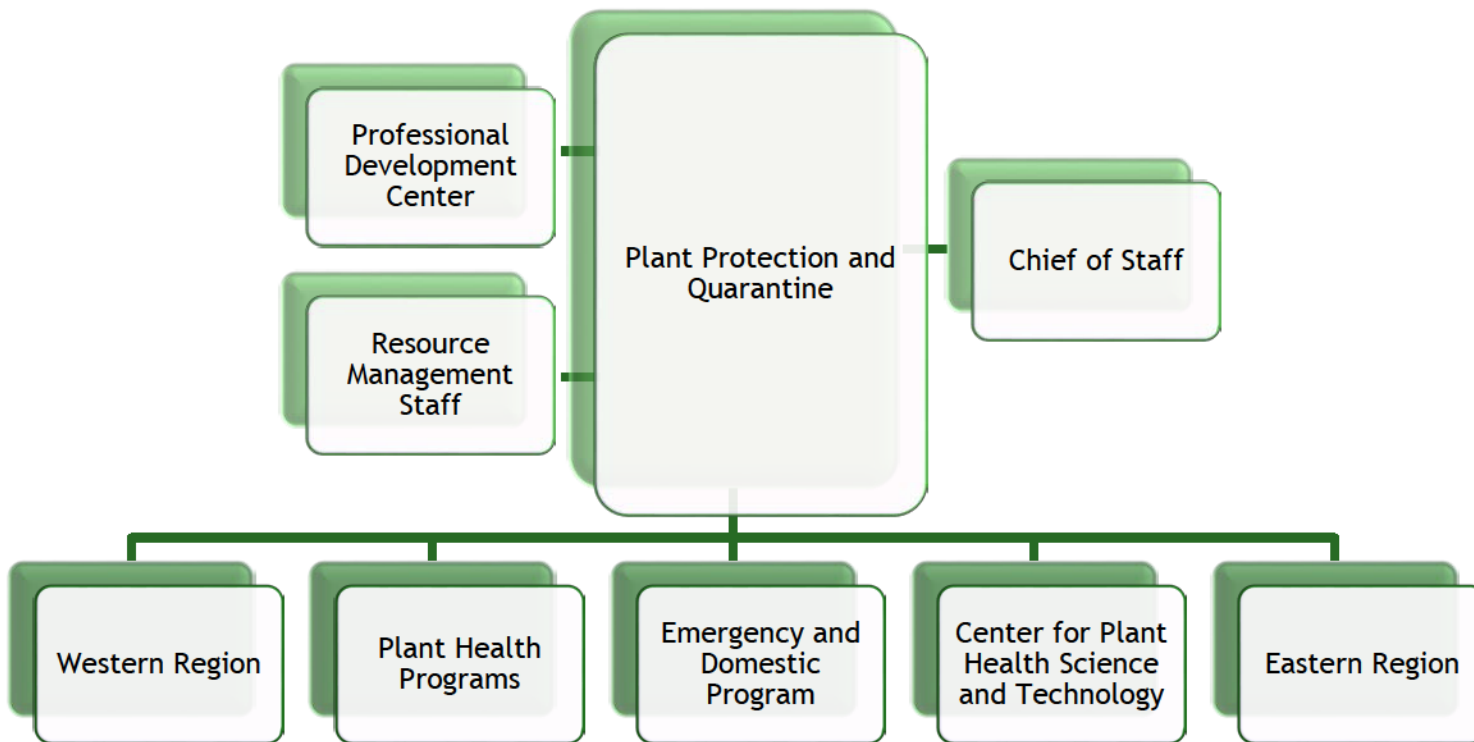 Professional
Development
Center
Plant Protection and
Quarantine
Chief of Staff
Resource
Management
Staff
Western Region
Plant Health
Programs
Emergency and
Domestic
Program
Center for Plant
Health Science
and Technology
Eastern Region